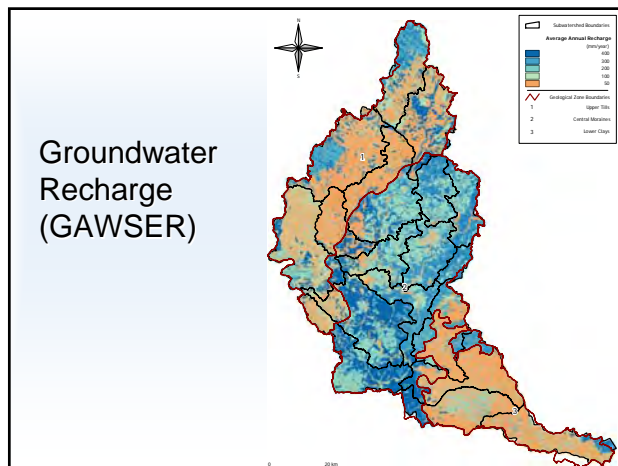 Groundwater
Recharge
(GAWSER)
N
S
Subwatershed Boundaries
Average Annual Recharge
(mm/year)
400
300
200
100
50
Geological Zone Boundaries
1 Upper Tills
2 Central Moraines
3 Lower Clays
1
2
3
0 20 km